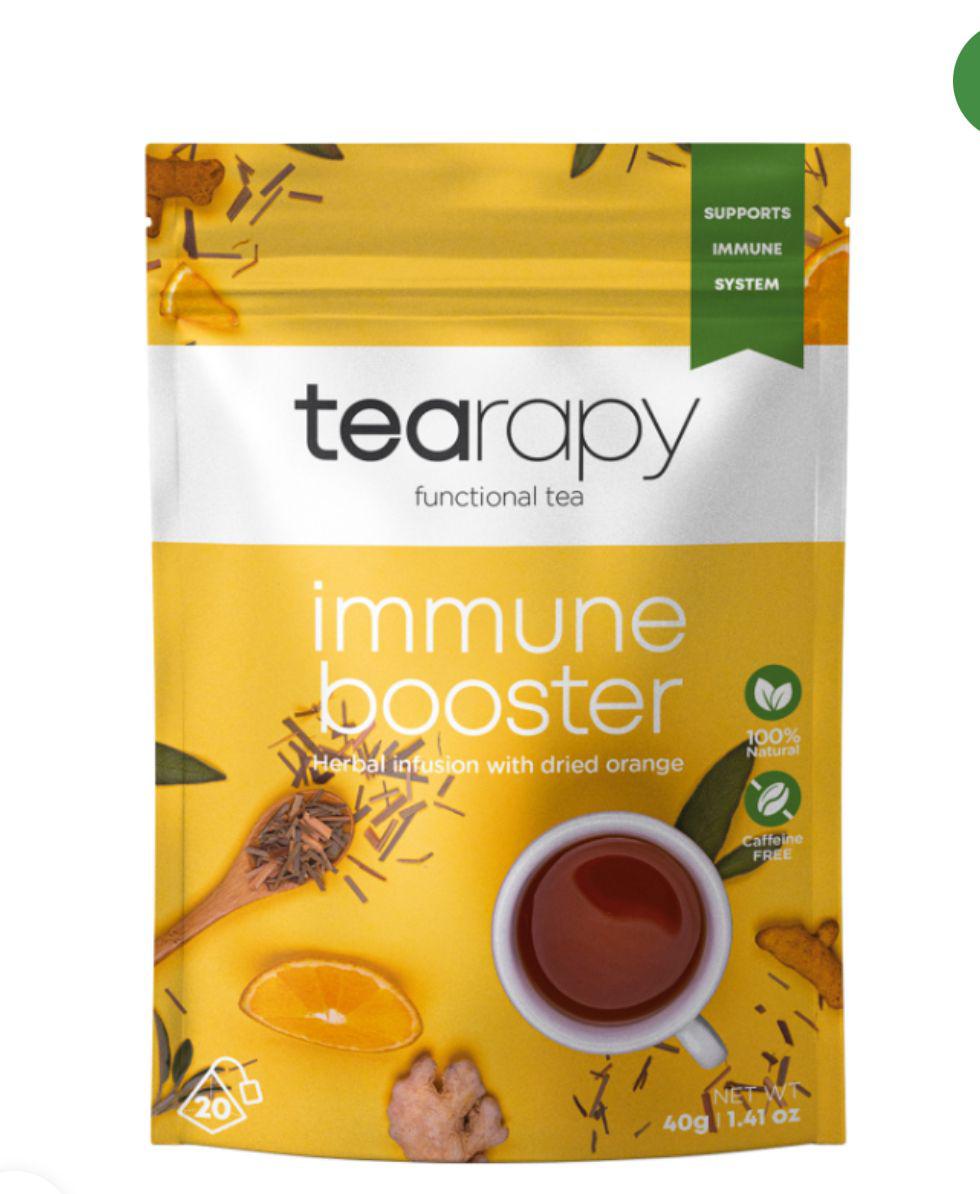 SUPPORTS
IMMUNE
SYSTEM
tearapy
functional tea
immune
booster
Herbal infusion with dried orange
100%
Natural
Caffeine
FREE
20
NET WT
40g | 1.41 oz